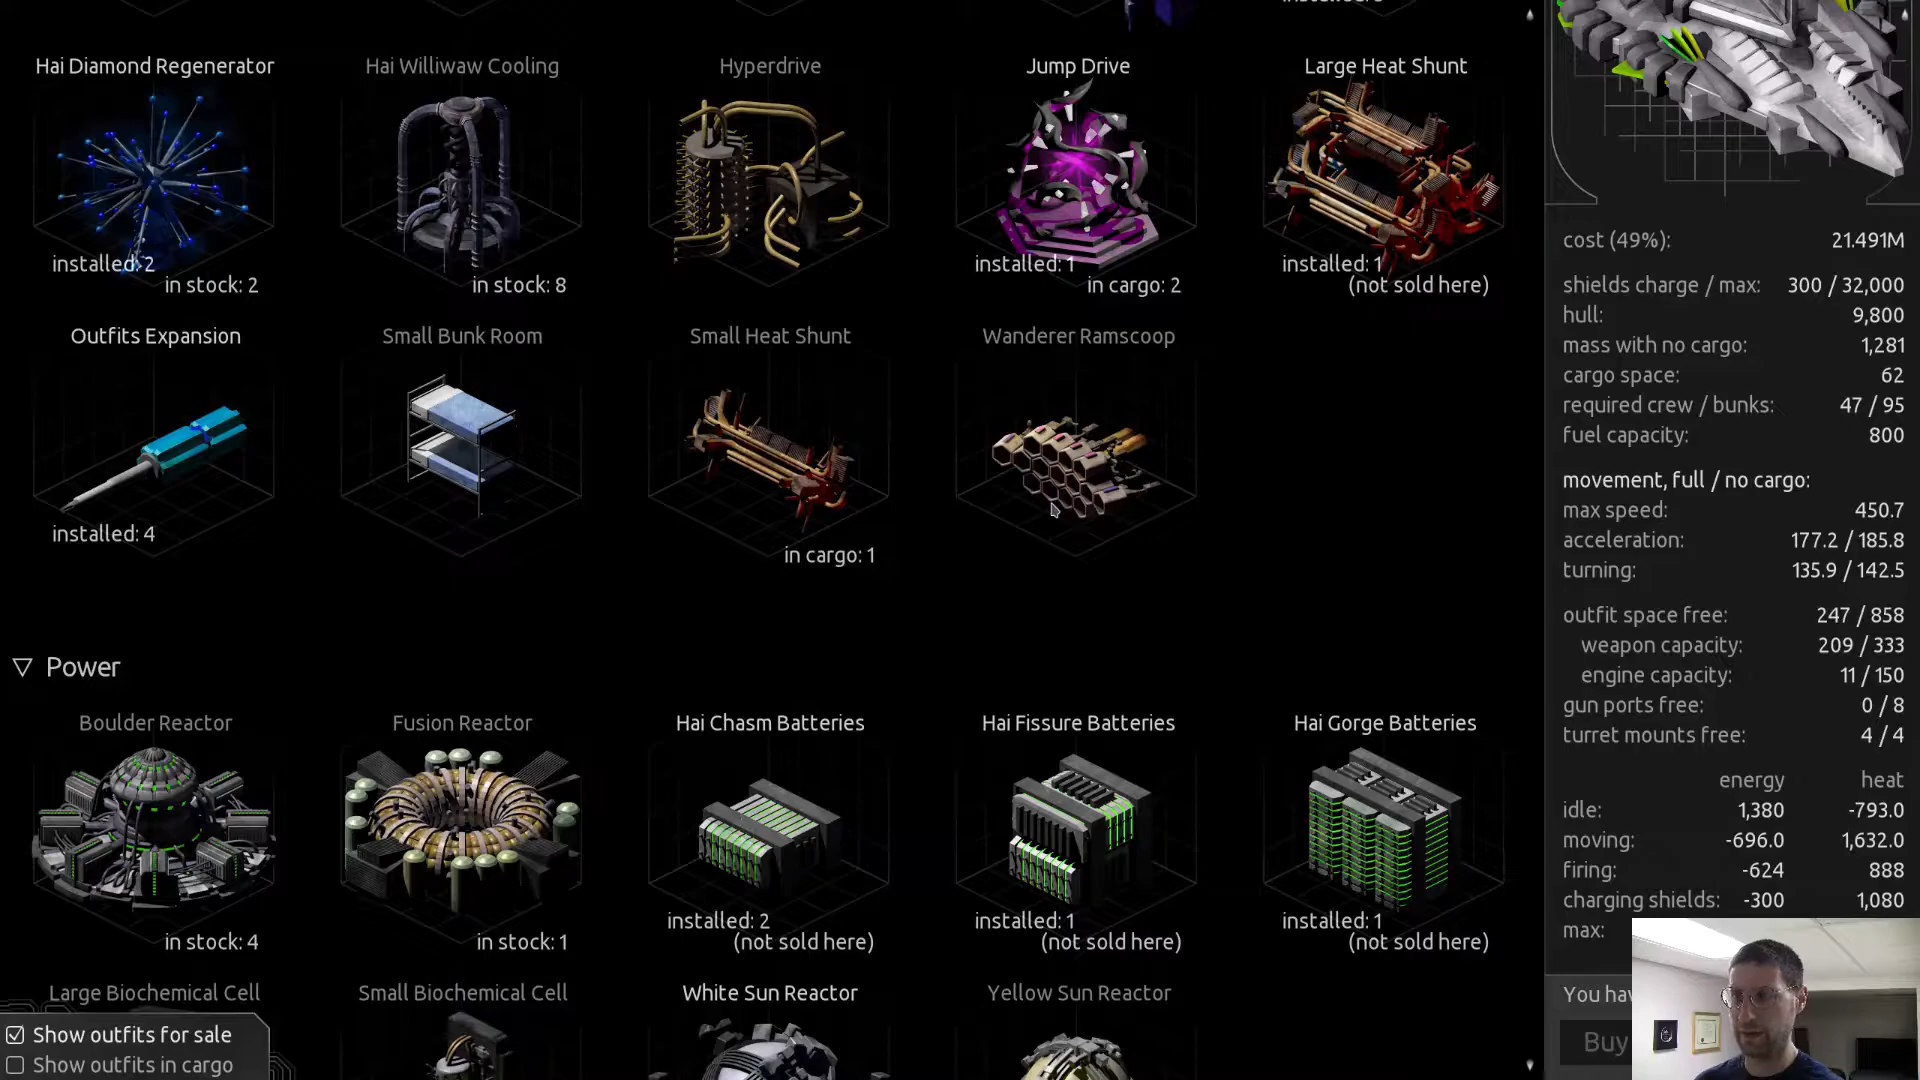 Hai Diamond Regenerator
Hai Williwaw Cooling
Hyperdrive
Jump Drive
Large Heat Shunt
installed: 2
in stock: 2
in stock: 8
installed: 1
in cargo: 2
installed: 1
(not sold here)
Outfits Expansion
Small Bunk Room
Small Heat Shunt
Wanderer Ramscoop
installed: 4
in cargo: 1
Power
Boulder Reactor
Fusion Reactor
Hai Chasm Batteries
Hai Fissure Batteries
Hai Gorge Batteries
in stock: 4
in stock: 1
installed: 2
(not sold here)
installed: 1
(not sold here)
installed: 1
(not sold here)
Large Biochemical Cell
Small Biochemical Cell
White Sun Reactor
Yellow Sun Reactor
Show outfits for sale
Show outfits in cargo
cost (49%): 21.491M
shields charge / max: 300 / 32,000
hull: 9,800
mass with no cargo: 1,281
cargo space: 62
required crew / bunks: 47 / 95
fuel capacity: 800
movement, full / no cargo:
max speed: 450.7
acceleration: 177.2 / 185.8
turning: 135.9 / 142.5
outfit space free: 247 / 858
weapon capacity: 209 / 333
engine capacity: 11 / 150
gun ports free: 0 / 8
turret mounts free: 4 / 4
energy heat
idle: 1,380 -793.0
moving: -696.0 1,632.0
firing: -624 888
charging shields: -300 1,080
max:
You
Buy